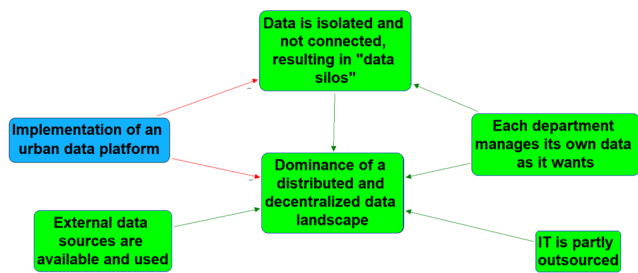 Data is isolated and
not connected,
resulting in "data
silos"
Implementation of an
urban data platform
Each department
manages its own data
as it wants
Dominance of a
distributed and
decentralized data
landscape
External data
sources are
available and used
IT is partly
outsourced